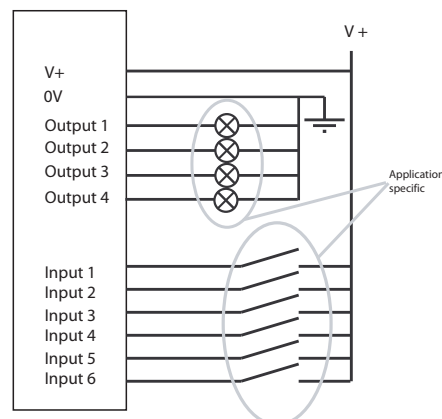 V +
V+
0V
Output 1
Output 2
Output 3
Output 4
Application
specific
Input 1
Input 2
Input 3
Input 4
Input 5
Input 6